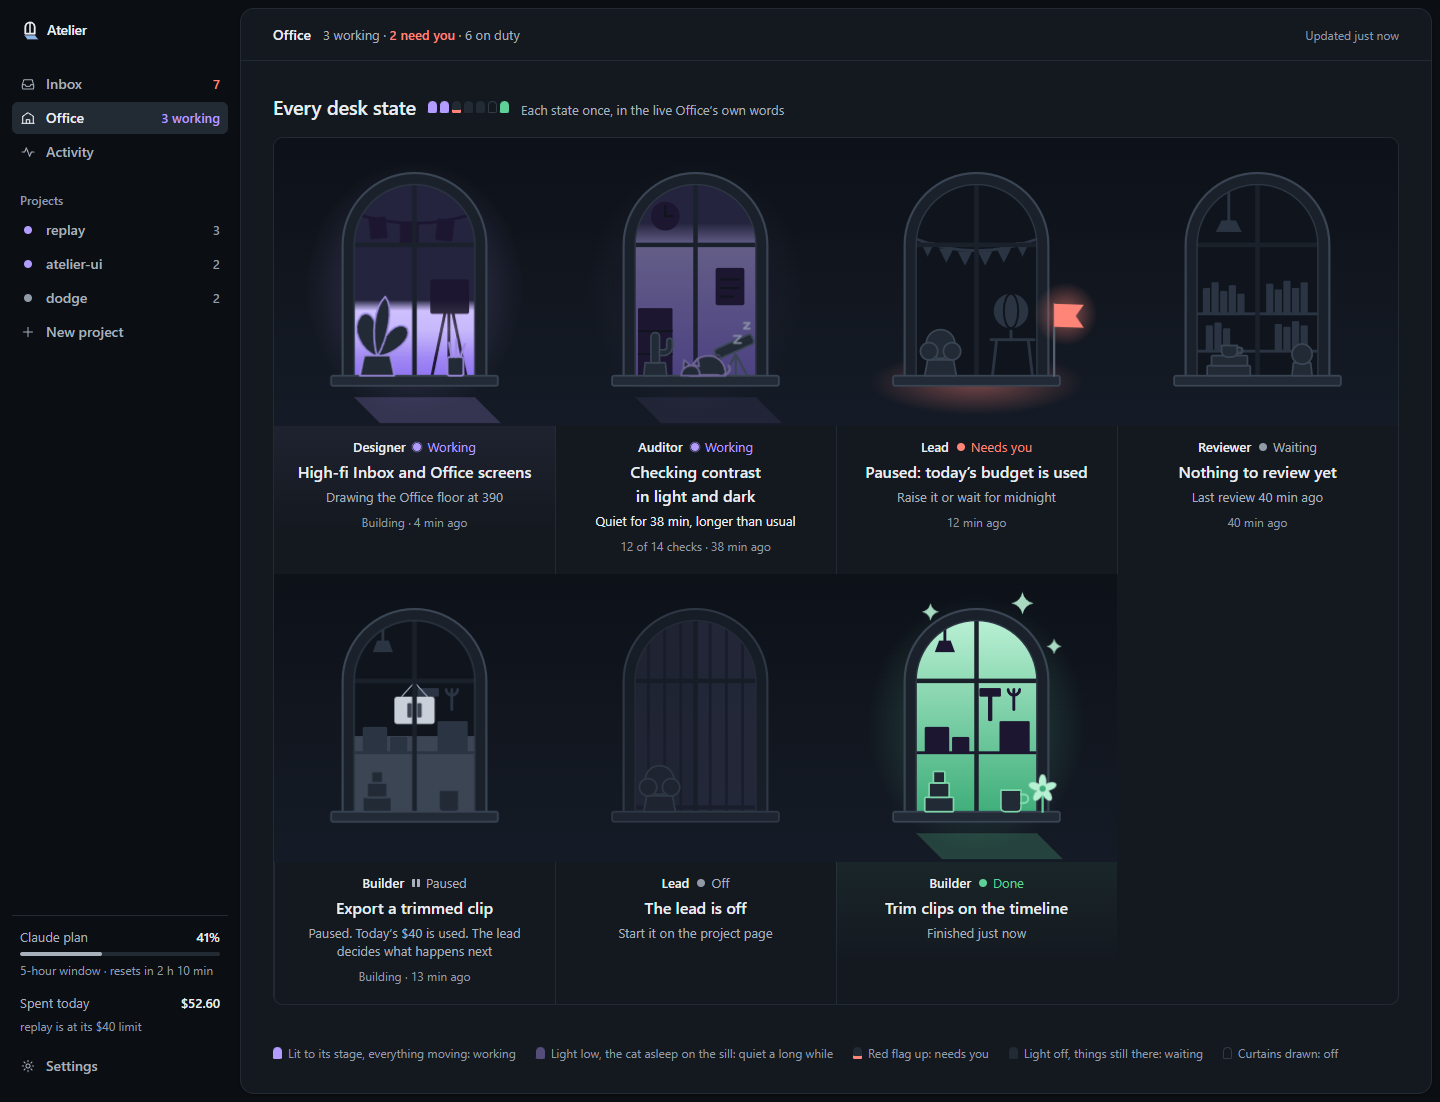 Atelier
Inbox 7
Office 3 working
Activity
Projects
replay 3
atelier-ui 2
dodge 2
New project
Claude plan 41%
5-hour window · resets in 2 h 10 min
Spent today $52.60
replay is at its $40 limit
Settings
Office 3 working · 2 need you · 6 on duty
Updated just now
Every desk state Each state once, in the live Office's own words
z
z
Designer Working
High-fi Inbox and Office screens
Drawing the Office floor at 390
Building · 4 min ago
Auditor Working
Checking contrast
in light and dark
Quiet for 38 min, longer than usual
12 of 14 checks · 38 min ago
Lead Needs you
Paused: today's budget is used
Raise it or wait for midnight
12 min ago
Reviewer Waiting
Nothing to review yet
Last review 40 min ago
40 min ago
Builder Paused
Export a trimmed clip
Paused. Today's $40 is used. The lead
decides what happens next
Building · 13 min ago
Lead Off
The lead is off
Start it on the project page
Builder Done
Trim clips on the timeline
Finished just now
Lit to its stage, everything moving: working
Light low, the cat asleep on the sill: quiet a long while
Red flag up: needs you
Light off, things still there: waiting
Curtains drawn: off